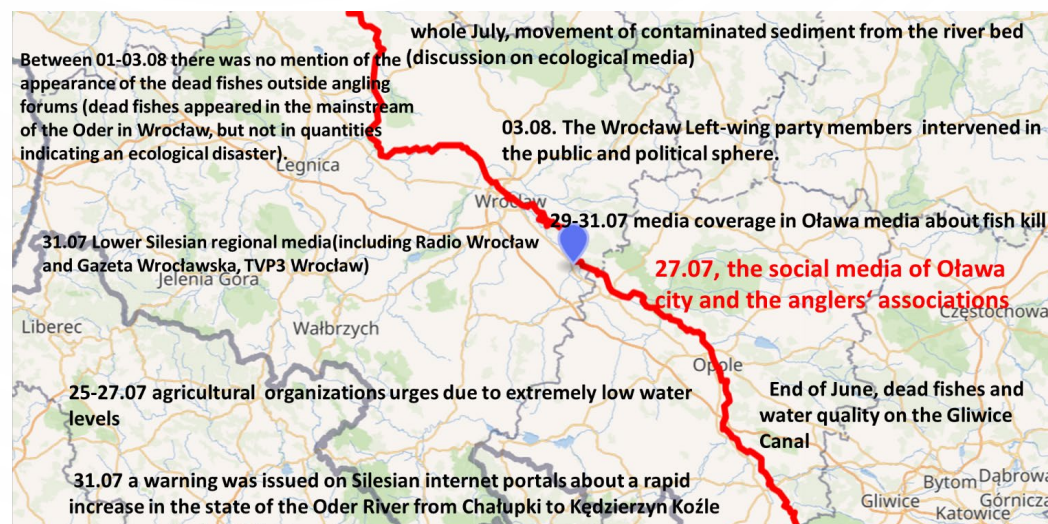 whole July, movement of contaminated sediment from the river bed
(discussion on ecological media)
Between 01-03.08 there was no mention of the
appearance of the dead fishes outside angling
forums (dead fishes appeared in the mainstream
of the Oder in Wrocław, but not in quantities
indicating an ecological disaster).
Legnica
03.08. The Wrocław Left-wing party members intervened in
the public and political sphere.
Wrocław
29-31.07 media coverage in Oława media about fish kill
31.07 Lower Silesian regional media(including Radio Wrocław
and Gazeta Wrocławska, TVP3 Wrocław)
Jelenia Góra
27.07, the social media of Oława
city and the anglers‘ associations
Częstochowa
Liberec
Wałbrzych
Opole
25-27.07 agricultural organizations urges due to extremely low water
levels
End of June, dead fishes and
water quality on the Gliwice
Canal
31.07 a warning was issued on Silesian internet portals about a rapid
increase in the state of the Oder River from Chałupki to Kędzierzyn Koźle
Bytom
Dąbrowa
Górnicza
Gliwice
Katowice